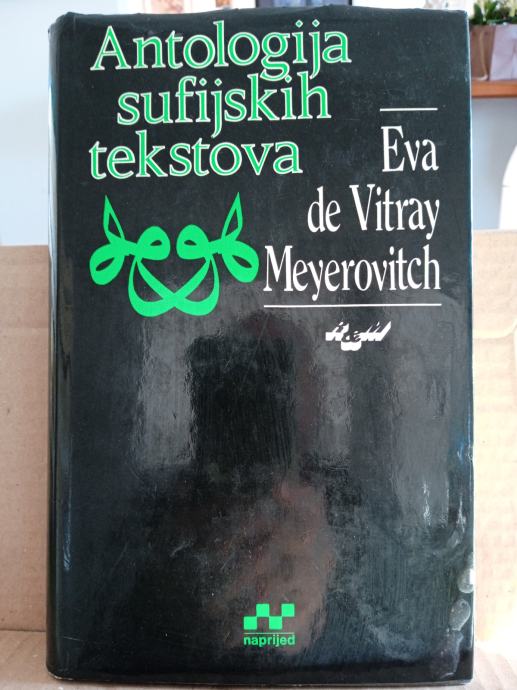 Antologija
sufijskih
tekstova
Eva
de Vitray
Meyerovitch
naprijed